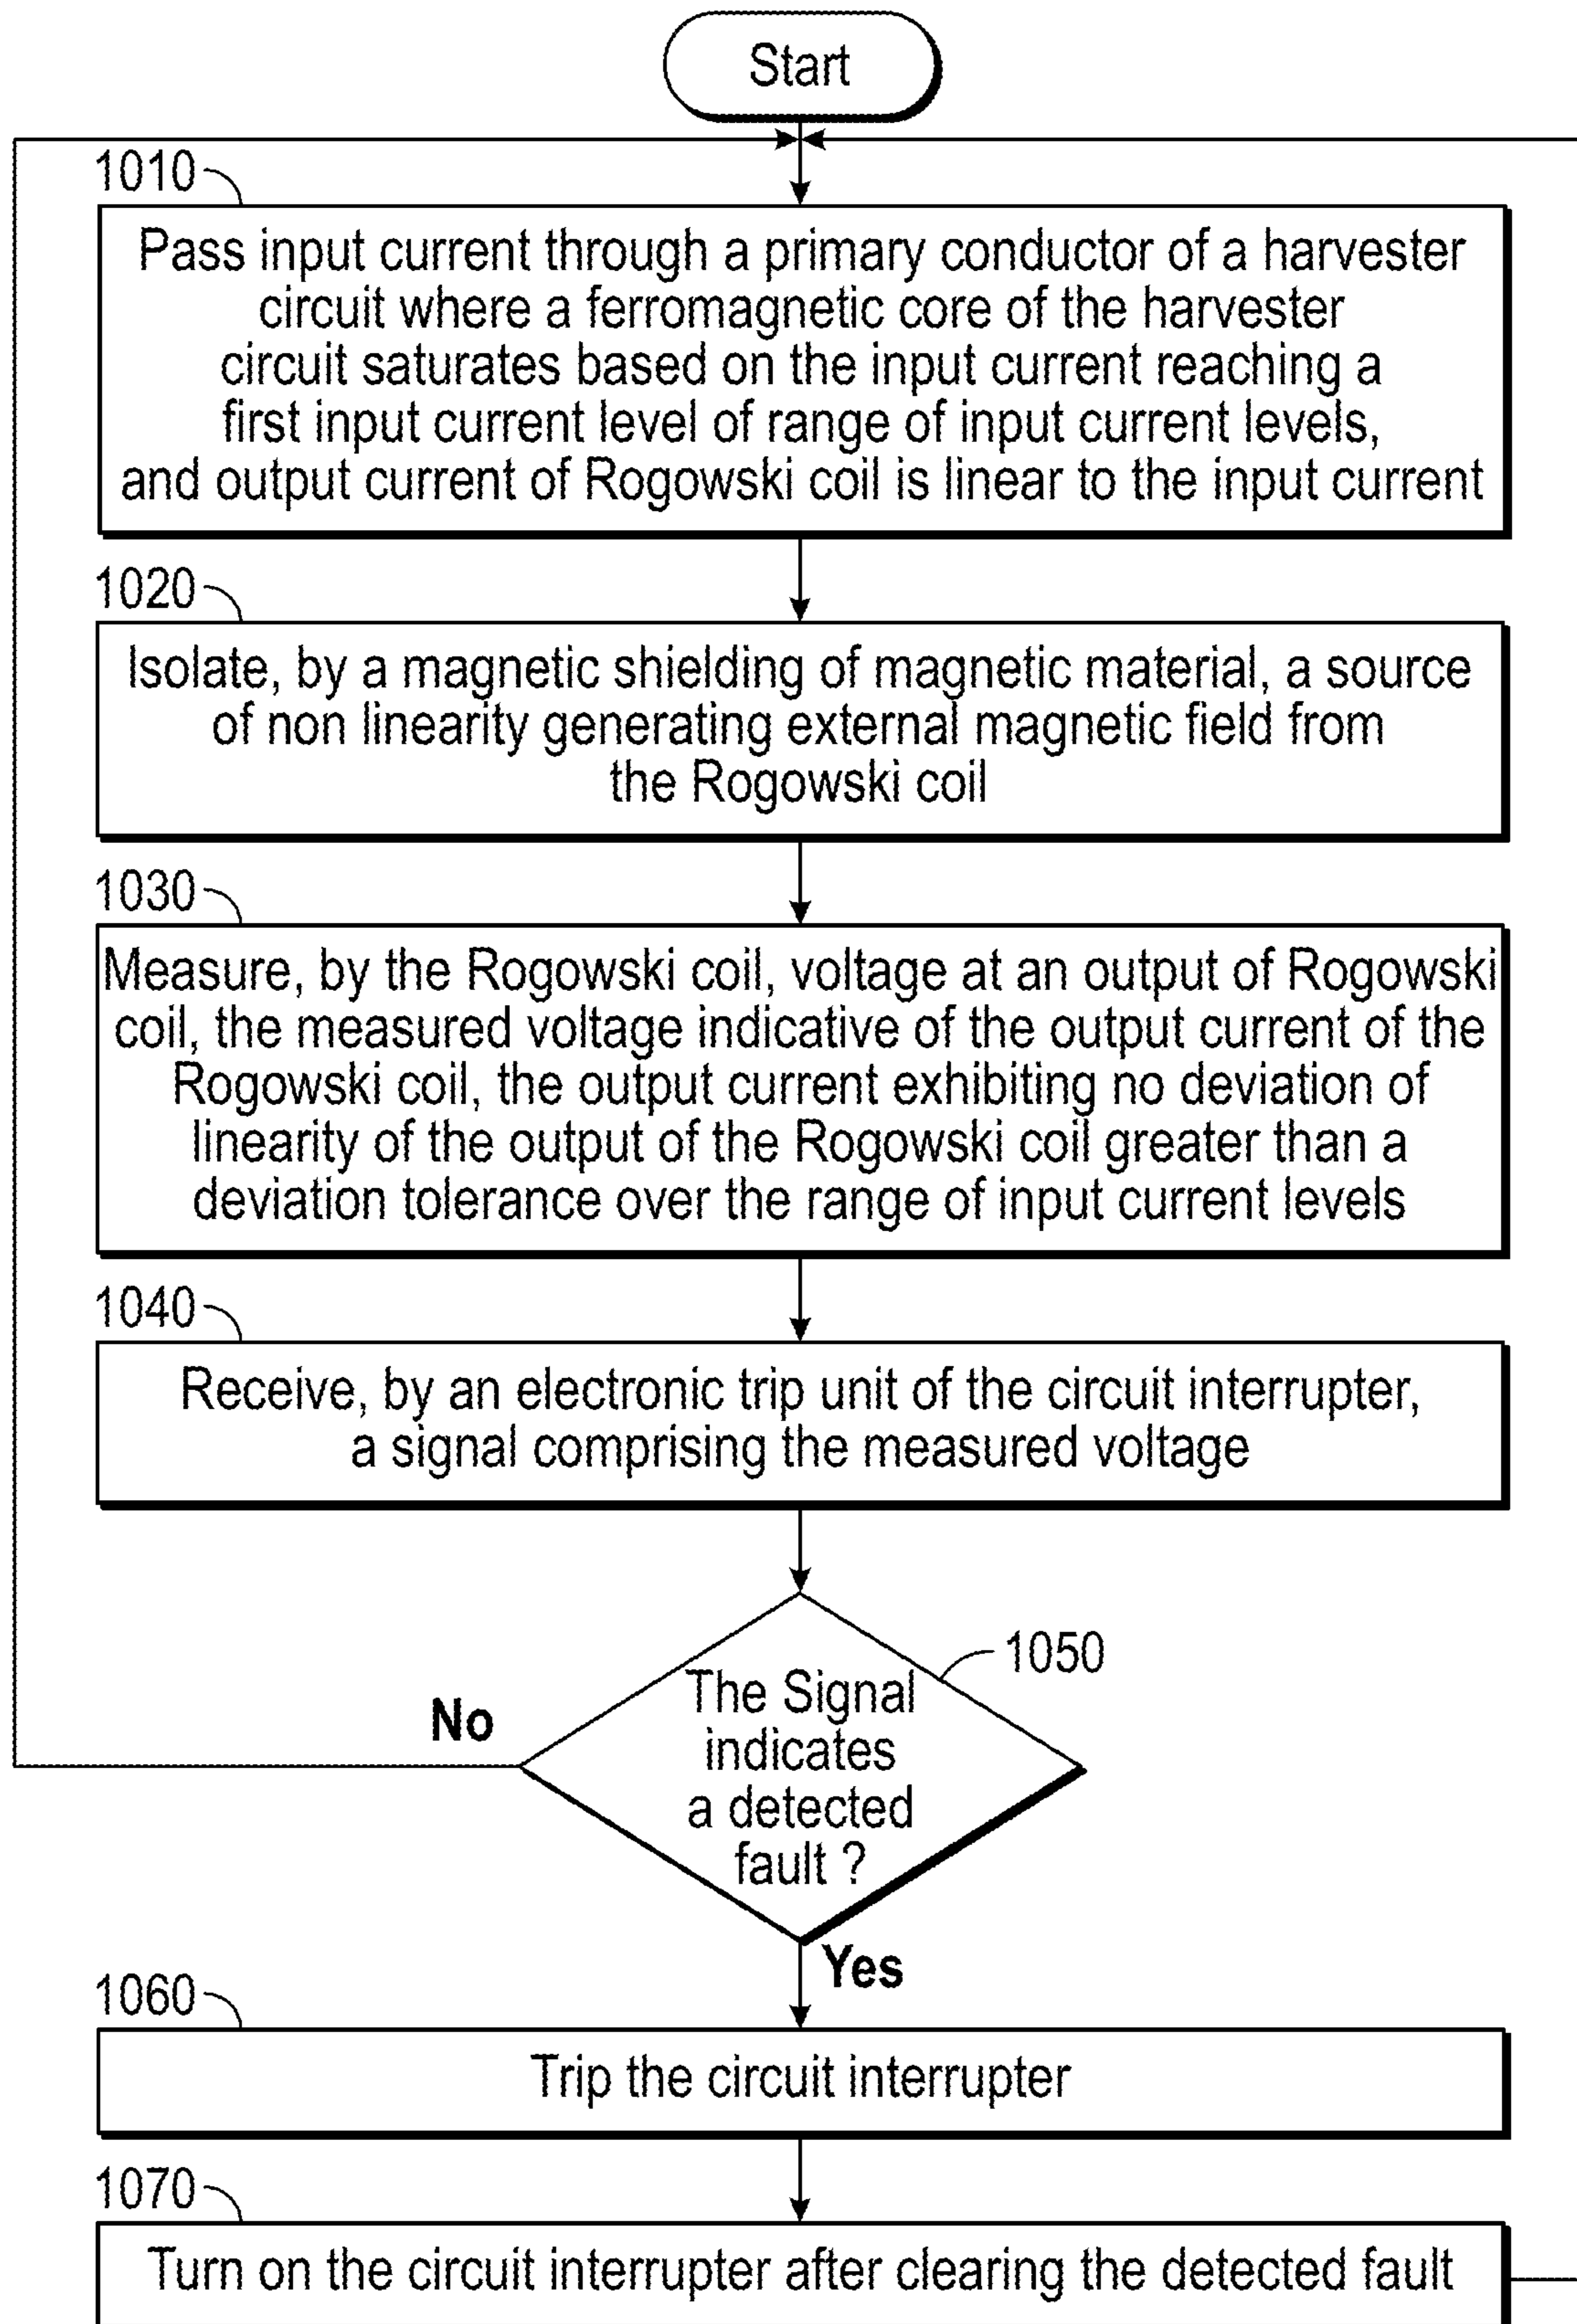 Start
1010
Pass input current through a primary conductor of a harvester
circuit where a ferromagnetic core of the harvester
circuit saturates based on the input current reaching a
first input current level of range of input current levels,
and output current of Rogowski coil is linear to the input current
1020
Isolate, by a magnetic shielding of magnetic material, a source
of non linearity generating external magnetic field from
the Rogowski coil
1030
Measure, by the Rogowski coil, voltage at an output of Rogowski
coil, the measured voltage indicative of the output current of the
Rogowski coil, the output current exhibiting no deviation of
linearity of the output of the Rogowski coil greater than a
deviation tolerance over the range of input current levels
1040
Receive, by an electronic trip unit of the circuit interrupter,
a signal comprising the measured voltage
1050
The Signal
indicates
a detected
fault ?
No
Yes
1060
Trip the circuit interrupter
1070
Turn on the circuit interrupter after clearing the detected fault